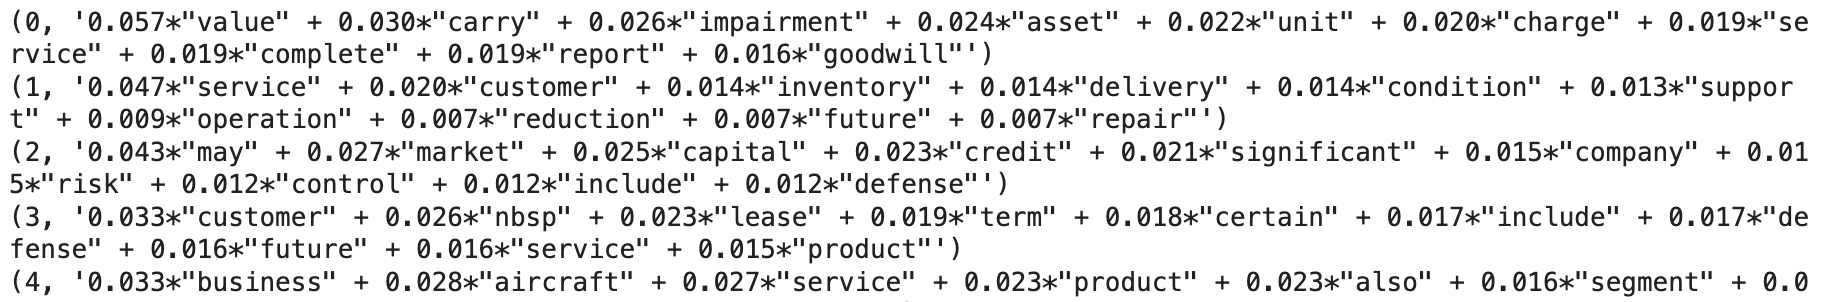 (0, '0.057*"value" + 0.030*"carry" + 0.026*"impairment" + 0.024*"asset" + 0.022*"unit" + 0.020*"charge" + 0.019*"se
rvice" + 0.019*"complete" + 0.019*"report" + 0.016*"goodwill"')
(1, '0.047*"service" + 0.020*"customer" + 0.014*"inventory" + 0.014*"delivery" + 0.014*"condition" + 0.013*"suppor
t" + 0.009*"operation" + 0.007*"reduction" + 0.007*"future" + 0.007*"repair"')
(2, '0.043*"may" + 0.027*"market" + 0.025*"capital" + 0.023*"credit" + 0.021*"significant" + 0.015*"company" + 0.01
5*"risk" + 0.012*"control" + 0.012*"include" + 0.012*"defense"')
(3, '0.033*"customer" + 0.026*"nbsp" + 0.023*"lease" + 0.019*"term" + 0.018*"certain" + 0.017*"include" + 0.017*"de
fense" + 0.016*"future" + 0.016*"service" + 0.015*"product"')
(4, '0.033*"business" + 0.028*"aircraft" + 0.027*"service" + 0.023*"product" + 0.023*"also" + 0.016*"segment" + 0.0